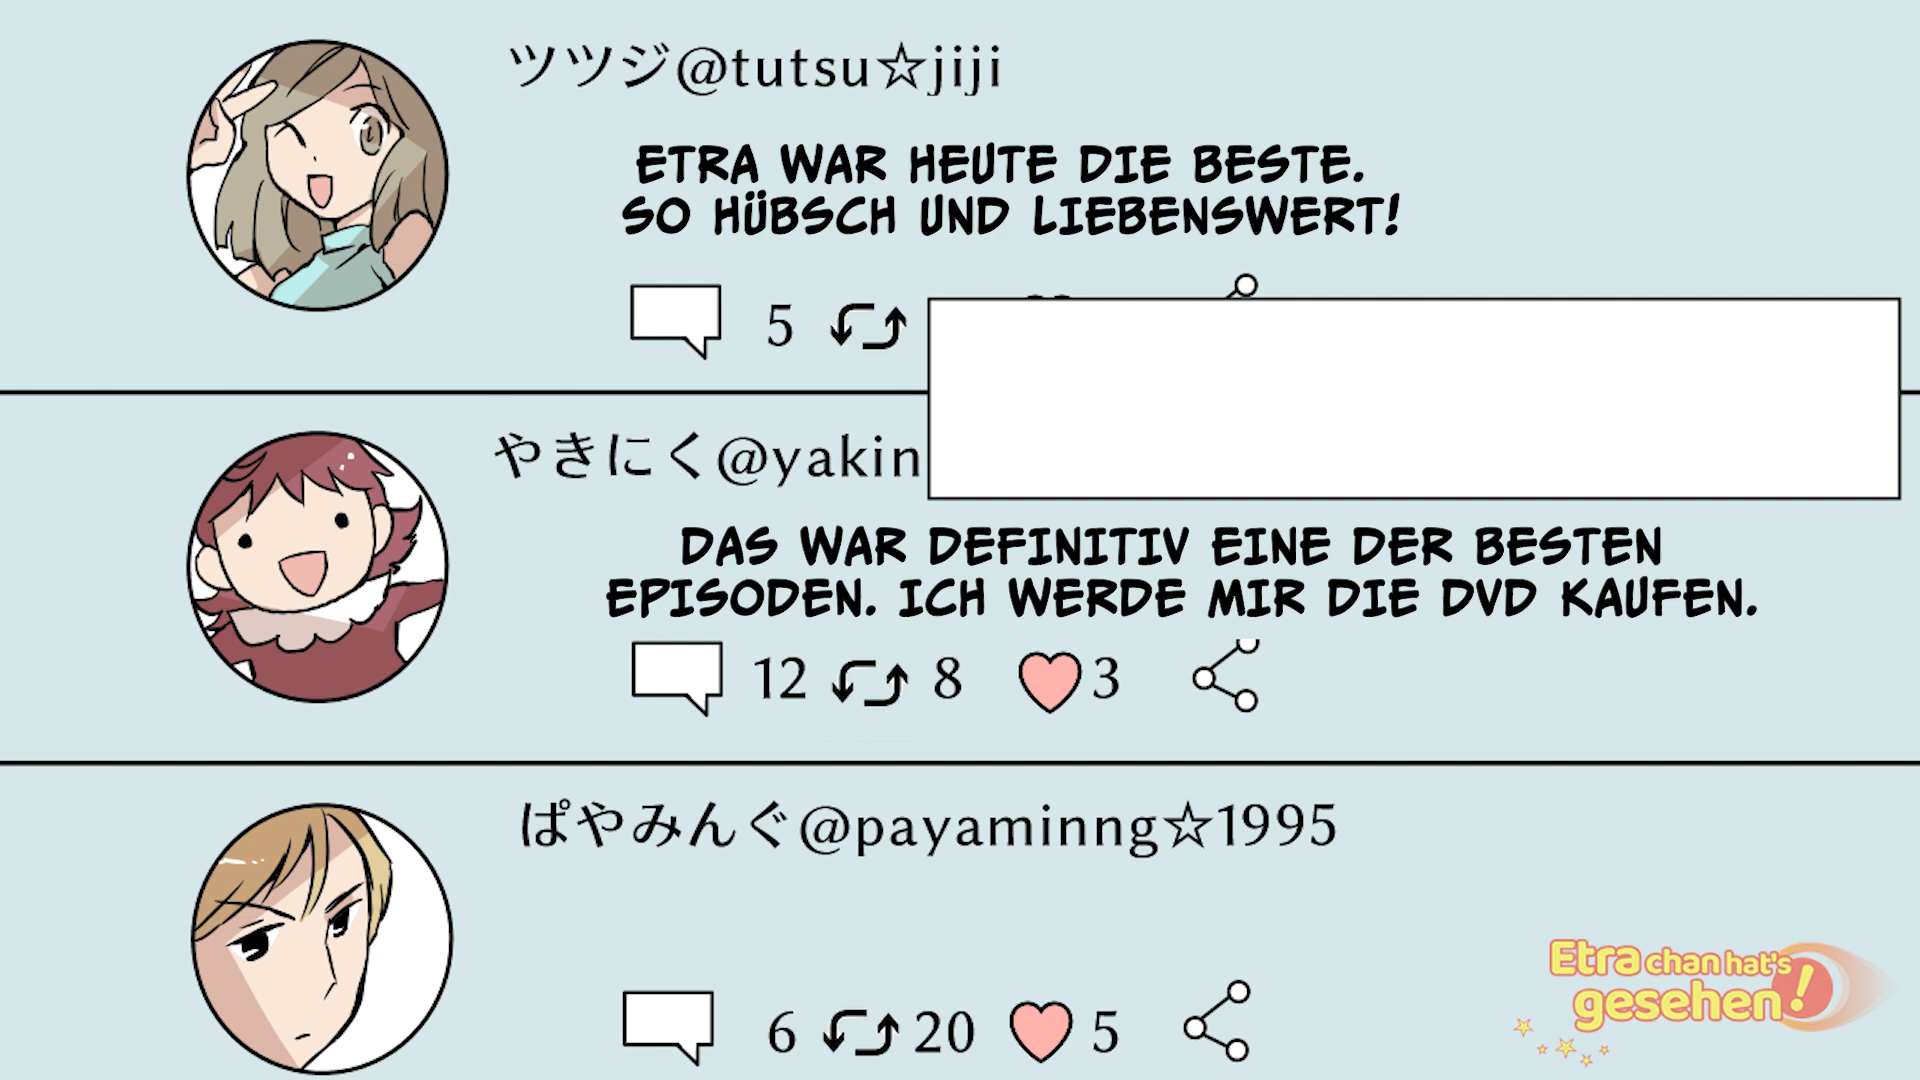 ツツジ@tutsu☆jiji
ETRA WAR HEUTE DIE BESTE.
SO HÜBSCH UND LIEBENSWERT!
5
やきにく@yakin
DAS WAR DEFINITIV EINE DER BESTEN
EPISODEN. ICH WERDE MIR DIE DVD KAUFEN.
12 8 3
ぱやみんぐ@payaminng☆1995
6 20 5
Etra chan hat's
gesehen!